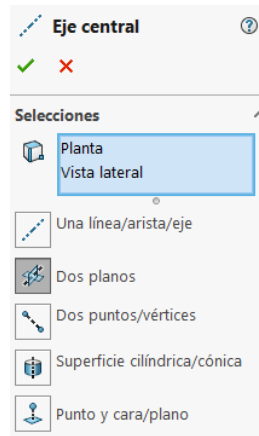 Eje central
Selecciones
Planta
Vista lateral
Una línea/arista/eje
Dos planos
Dos puntos/vértices
Superficie cilíndrica/cónica
Punto y cara/plano